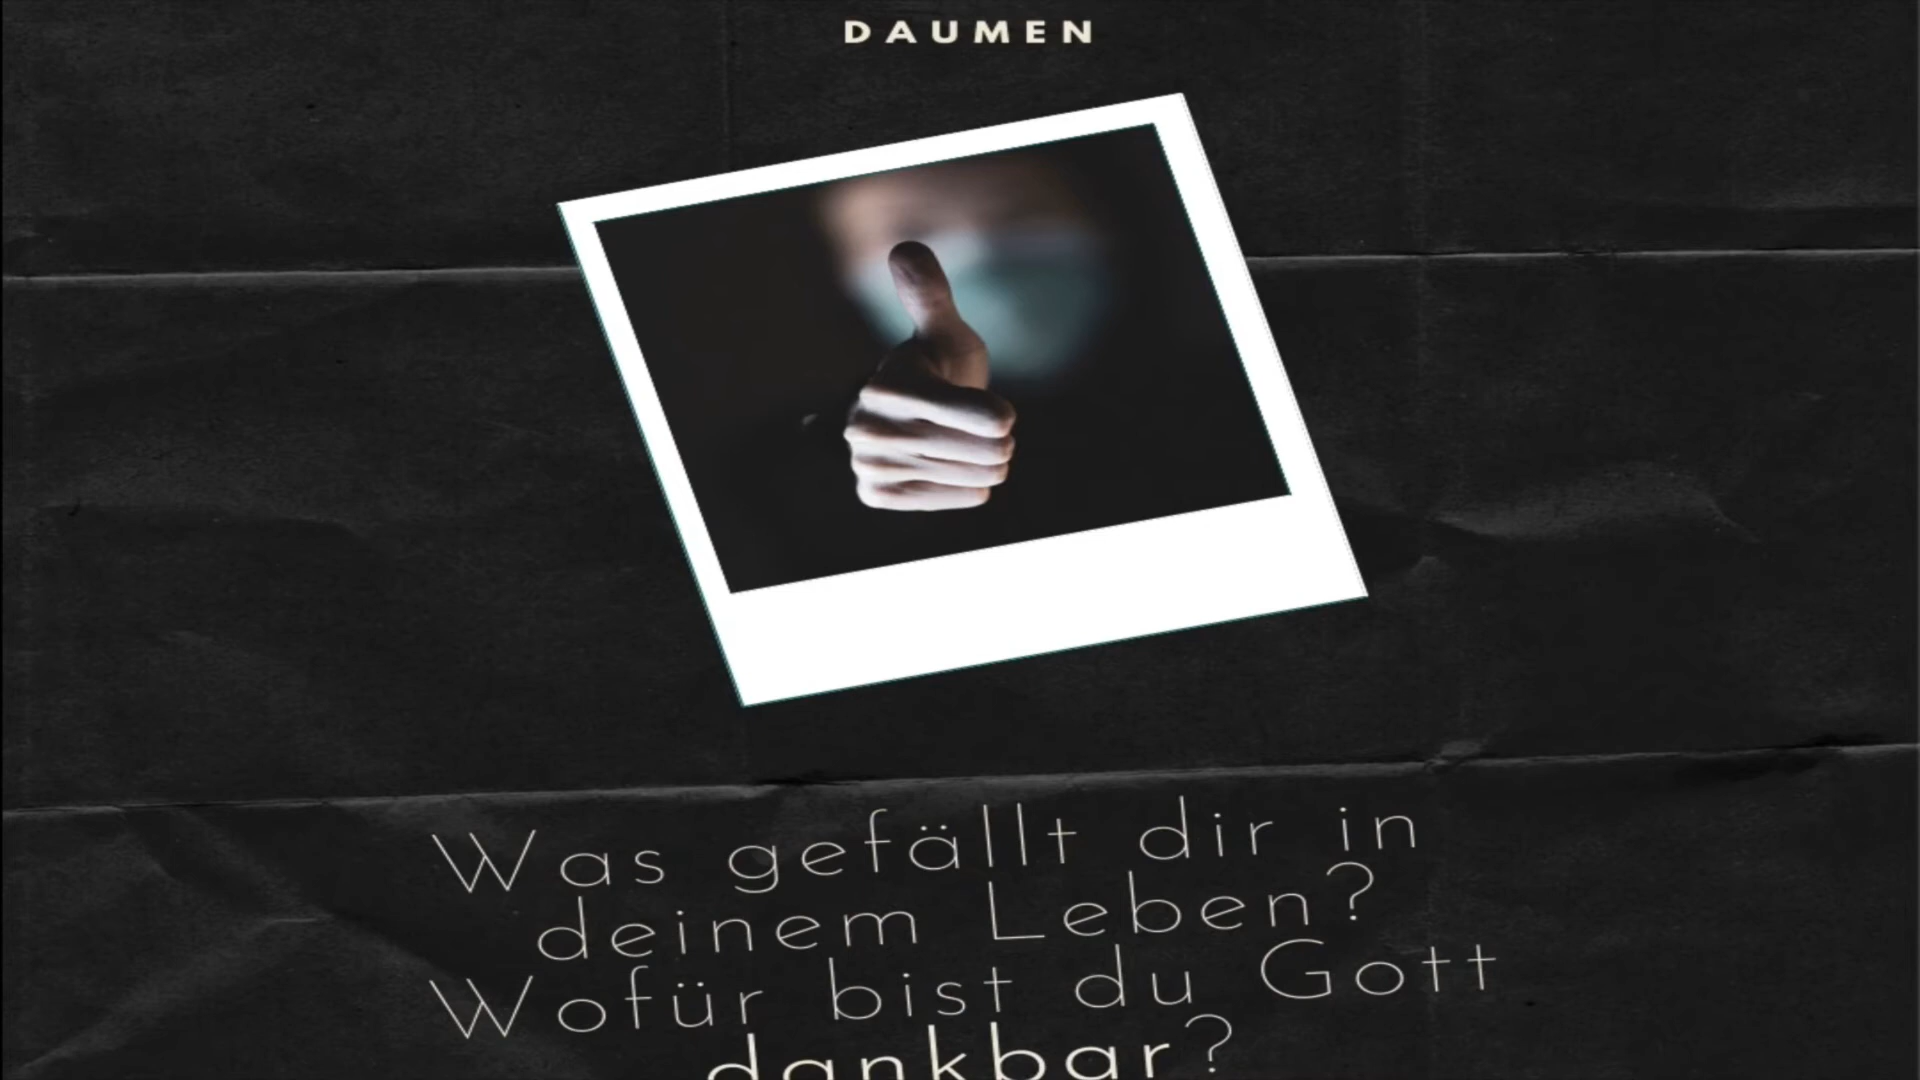 DAUMEN
Was gefällt dir in
deinem Leben?
Wofür bist du Gott
dankbar?